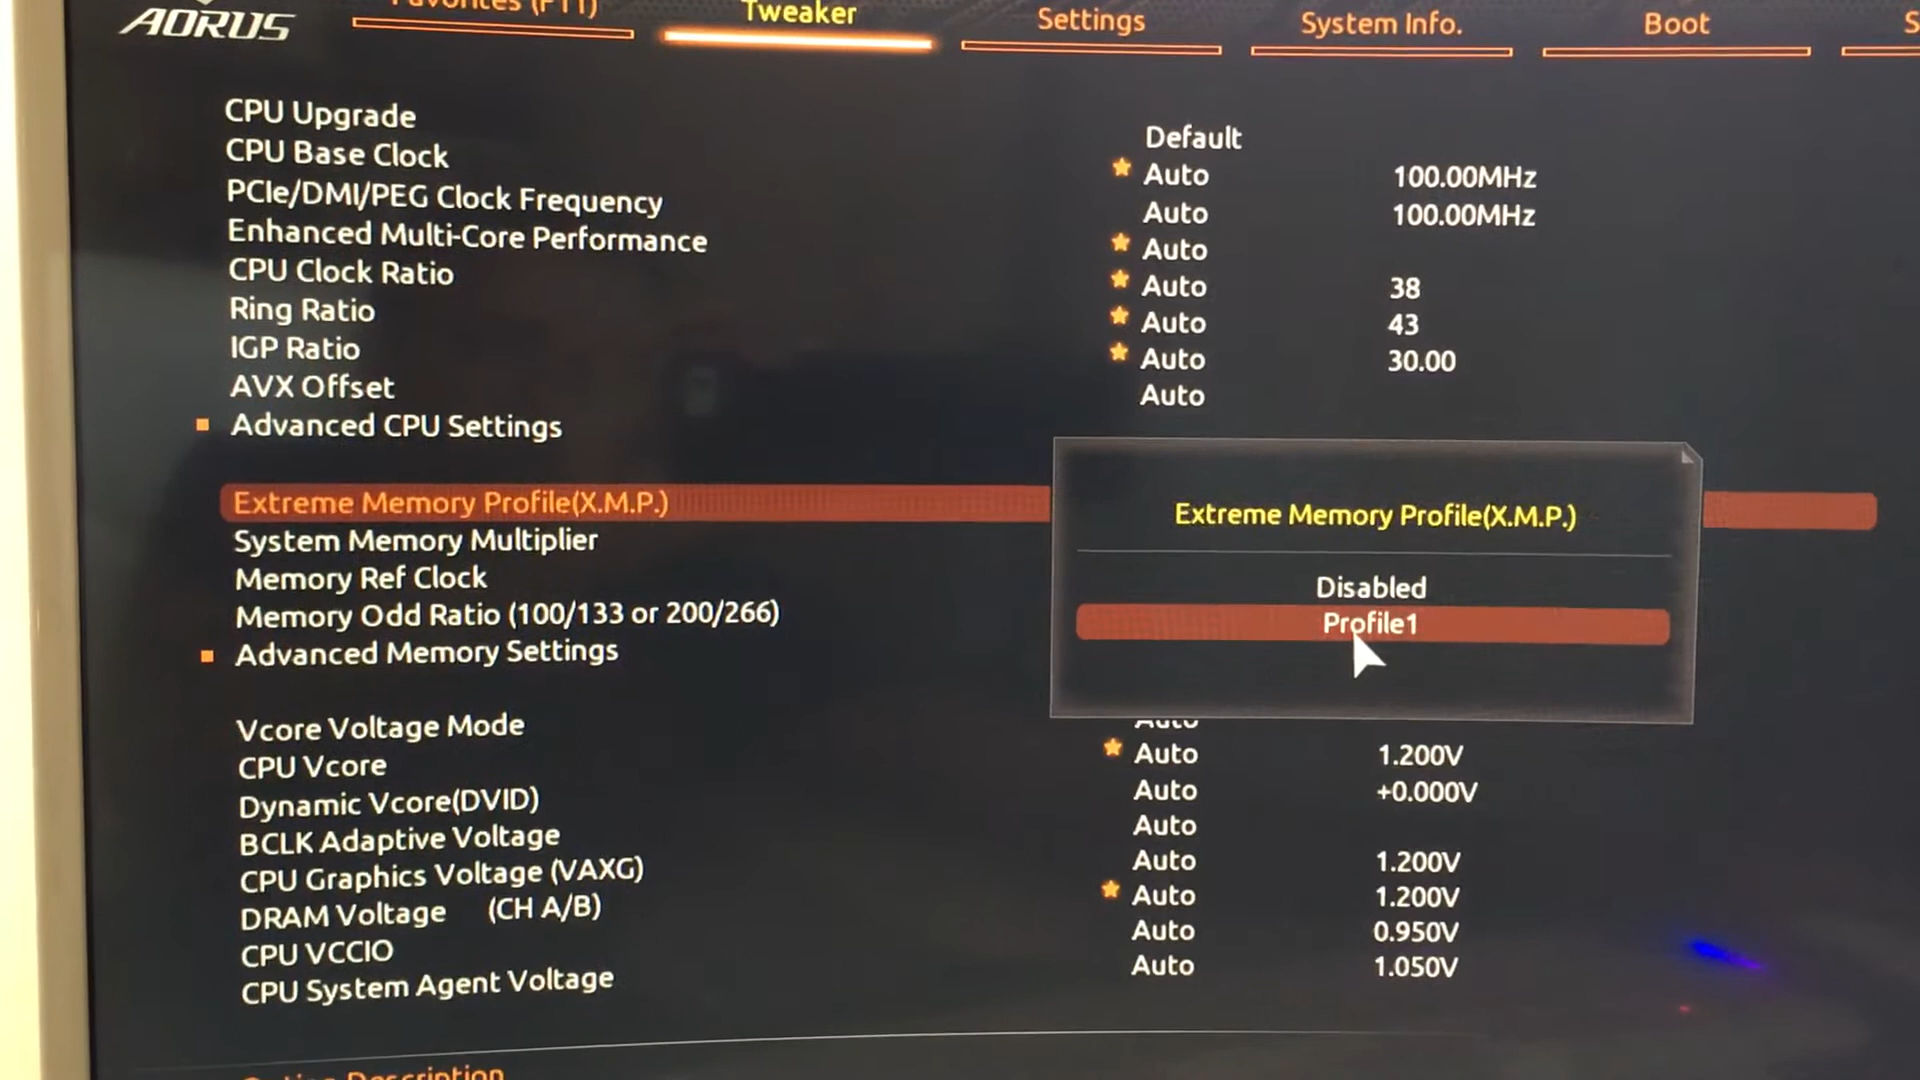 AORUS
Favorites (F11)
Tweaker
Settings
System Info.
Boot
S
CPU Upgrade
Default
CPU Base Clock
Auto 100.00MHz
PCIe/DMI/PEG Clock Frequency
Auto 100.00MHz
Enhanced Multi-Core Performance
Auto
CPU Clock Ratio
Auto 38
Ring Ratio
Auto 43
IGP Ratio
Auto 30.00
AVX Offset
Auto
Advanced CPU Settings
Extreme Memory Profile(X.M.P.)
System Memory Multiplier
Memory Ref Clock
Memory Odd Ratio (100/133 or 200/266)
Advanced Memory Settings
Extreme Memory Profile(X.M.P.)
Disabled
Profile1
Vcore Voltage Mode
Auto
CPU Vcore
Auto 1.200V
Dynamic Vcore(DVID)
Auto +0.000V
BCLK Adaptive Voltage
Auto
CPU Graphics Voltage (VAXG)
Auto 1.200V
DRAM Voltage (CH A/B)
Auto 1.200V
CPU VCCIO
Auto 0.950V
CPU System Agent Voltage
Auto 1.050V
Option Description